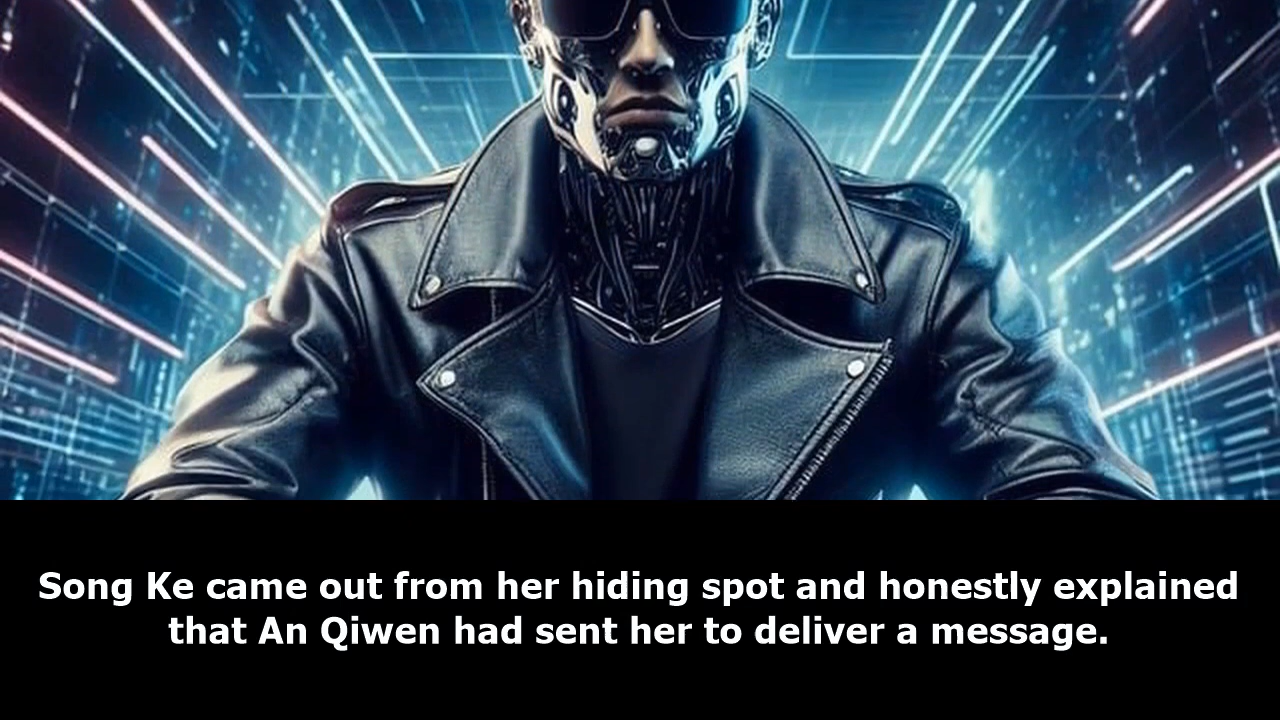 Song Ke came out from her hiding spot and honestly explained
that An Qiwen had sent her to deliver a message.